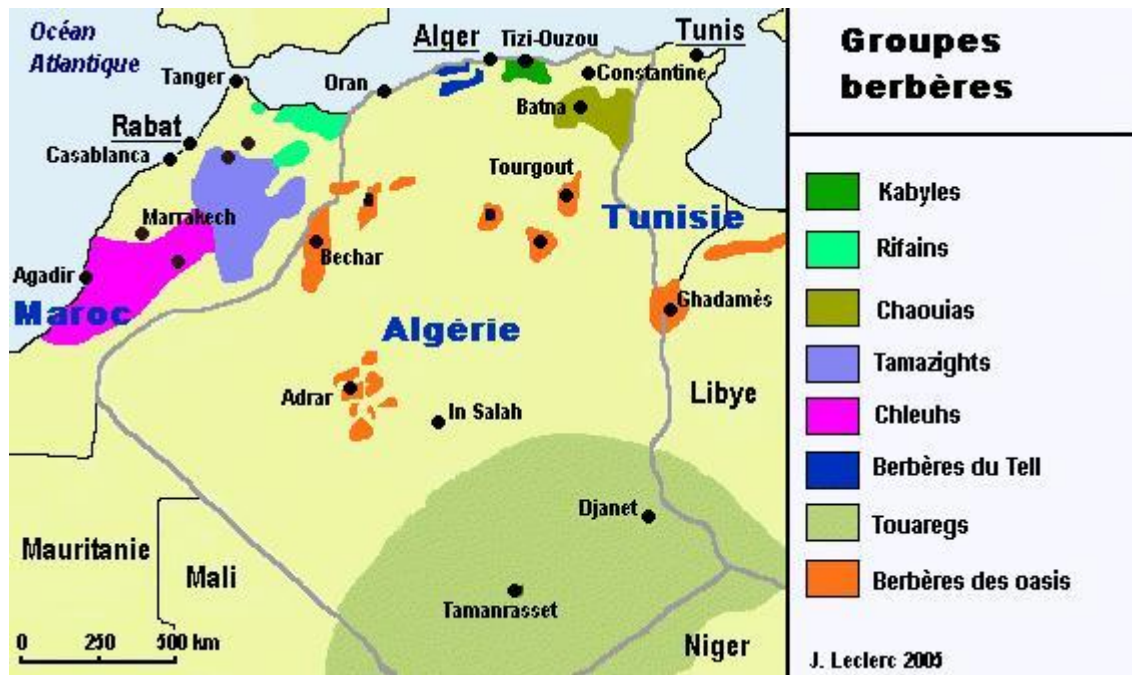 Océan
Atlantique
Tanger
Rabat
Casablanca
Marrakech
Agadir
Maroc
Oran
Alger
Tizi-Ouzou
Tunis
Constantine
Batna
Tourgout
Tunisie
Bechar
Ghadamès
Algérie
Adrar
In Salah
Libye
Djanet
Mauritanie
Mali
Tamanrasset
Niger
0 250 500 km
Groupes
berbères
Kabyles
Rifains
Chaouias
Tamazights
Chleuhs
Berbères du Tell
Touaregs
Berbères des oasis
J. Leclerc 2005